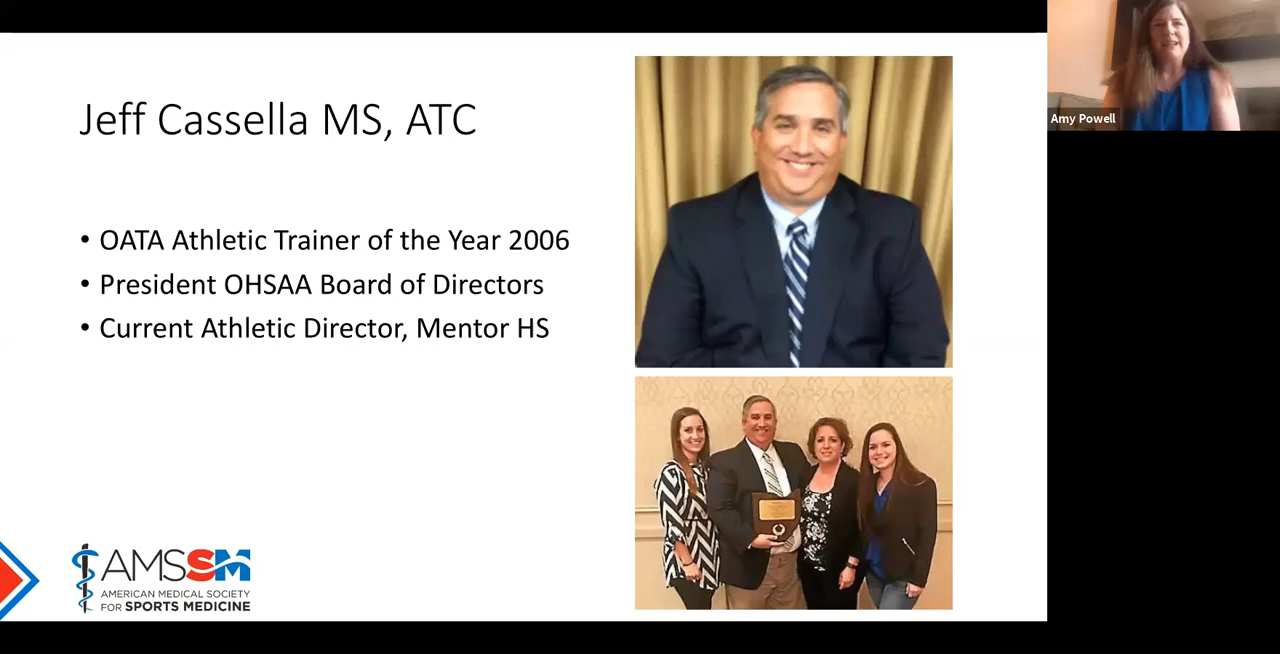 Jeff Cassella MS, ATC
• OATA Athletic Trainer of the Year 2006
• President OHSAA Board of Directors
• Current Athletic Director, Mentor HS
AMSSM
AMERICAN MEDICAL SOCIETY
FOR SPORTS MEDICINE
Amy Powell